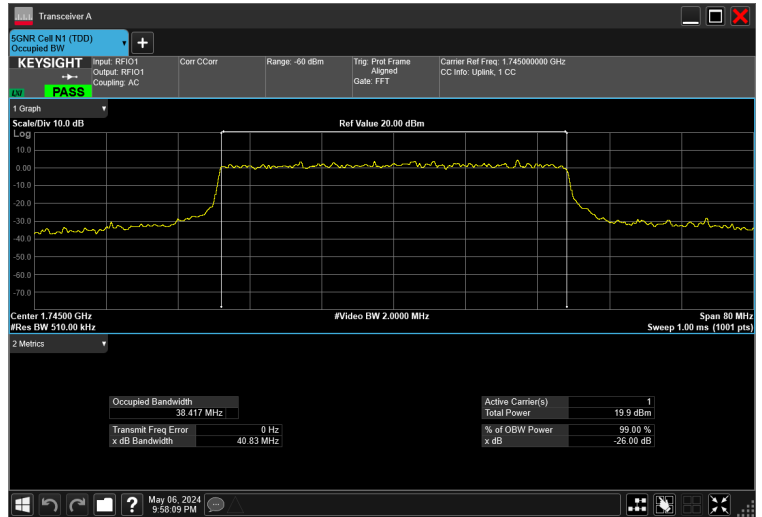 Transceiver A
5GNR Cell N1 (TDD)
Occupied BW
KEYSIGHT
LXI
PASS
Input: RFIO1
Output: RFIO1
Coupling: AC
Corr CCorr
Range: -60 dBm
Trig: Prot Frame
Aligned
Gate: FFT
Carrier Ref Freq: 1.745000000 GHz
CC Info: Uplink, 1 CC
1 Graph
Scale/Div 10.0 dB
Ref Value 20.00 dBm
Log
10.0
0.00
-10.0
-20.0
-30.0
-40.0
-50.0
-60.0
-70.0
Center 1.74500 GHz
#Video BW 2.0000 MHz
Span 80 MHz
#Res BW 510.00 kHz
Sweep 1.00 ms (1001 pts)
2 Metrics
Occupied Bandwidth
38.417 MHz
Transmit Freq Error 0 Hz
x dB Bandwidth 40.83 MHz
Active Carrier(s) 1
Total Power 19.9 dBm
% of OBW Power 99.00 %
x dB -26.00 dB
?
May 06, 2024
9:58:09 PM